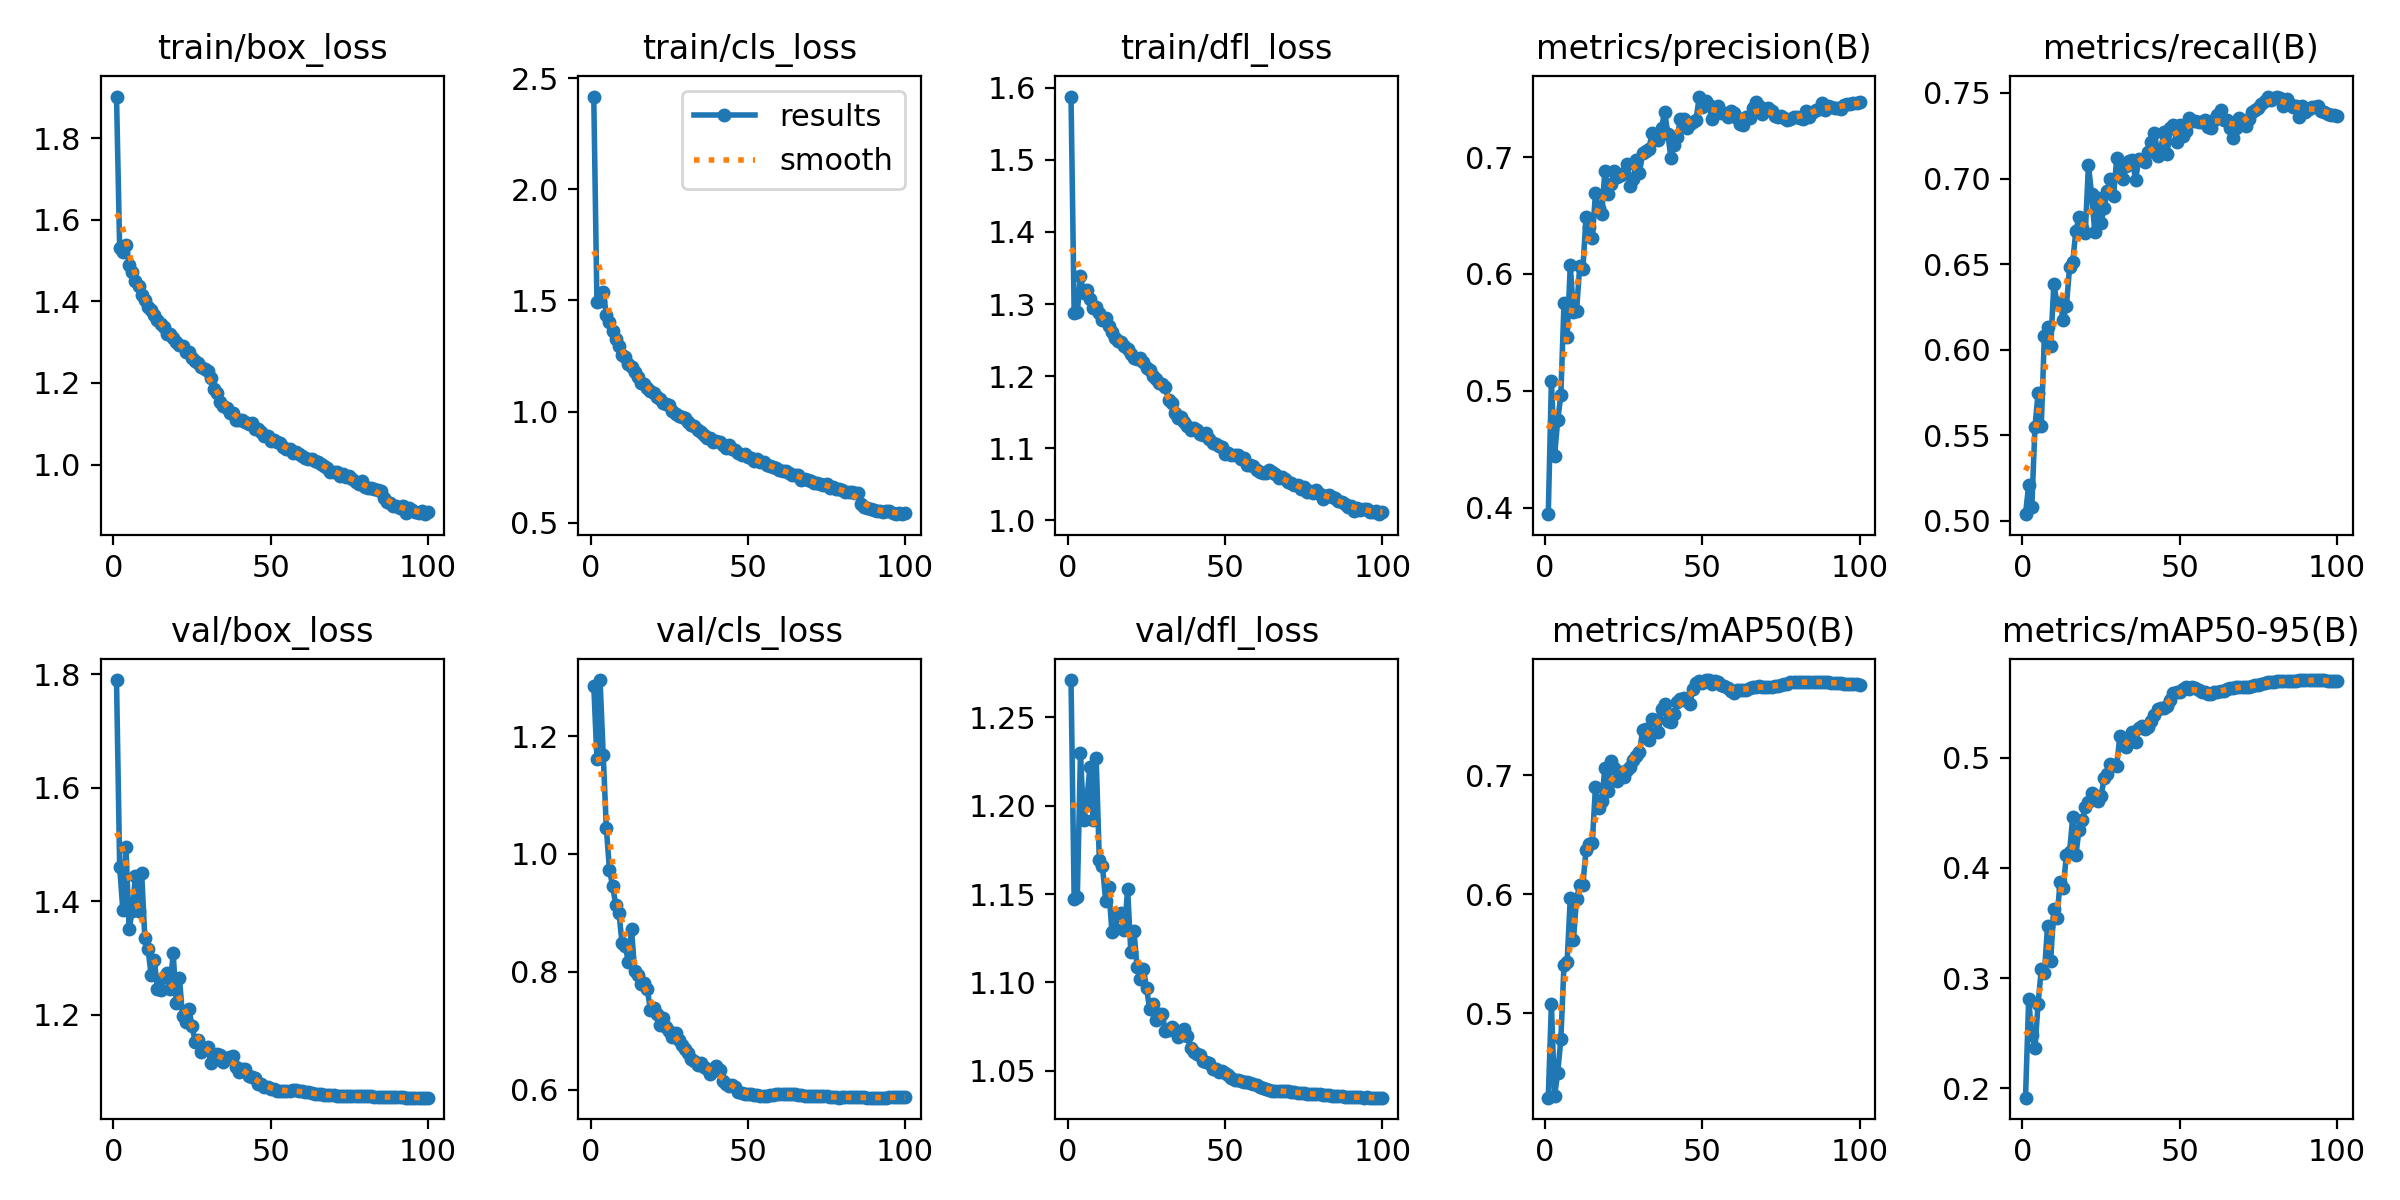 train/box_loss
1.8
1.6
1.4
1.2
1.0
0 50 100
train/cls_loss
results
smooth
2.5
2.0
1.5
1.0
0.5
0 50 100
train/dfl_loss
1.6
1.5
1.4
1.3
1.2
1.1
1.0
0 50 100
metrics/precision(B)
0.7
0.6
0.5
0.4
0 50 100
metrics/recall(B)
0.75
0.70
0.65
0.60
0.55
0.50
0 50 100
val/box_loss
1.8
1.6
1.4
1.2
0 50 100
val/cls_loss
1.2
1.0
0.8
0.6
0 50 100
val/dfl_loss
1.25
1.20
1.15
1.10
1.05
0 50 100
metrics/mAP50(B)
0.7
0.6
0.5
0 50 100
metrics/mAP50-95(B)
0.5
0.4
0.3
0.2
0 50 100